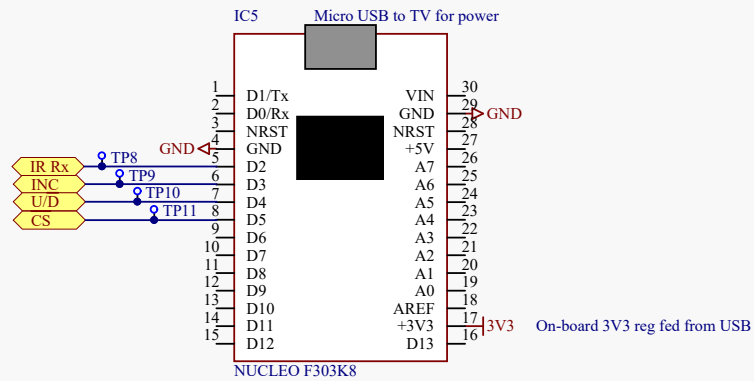 IC5 Micro USB to TV for power
1 D1/Tx VIN 30
2 D0/Rx GND 29 GND
3 NRST NRST 28
GND 4 GND +5V 27
IR Rx TP8 5 D2 A7 26
INC TP9 6 D3 A6 25
U/D TP10 7 D4 A5 24
CS TP11 8 D5 A4 23
9 D6 A3 22
10 D7 A2 21
11 D8 A1 20
12 D9 A0 19
13 D10 AREF 18
14 D11 +3V3 17 3V3 On-board 3V3 reg fed from USB
15 D12 D13 16
NUCLEO F303K8